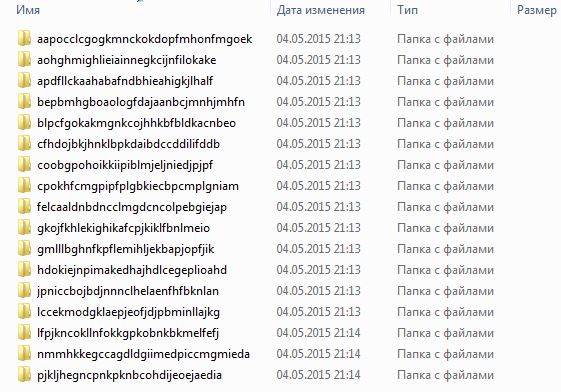 Имя Дата изменения Тип Размер
aapocclcgogkmnckokdopfmhonfmgoek 04.05.2015 21:13 Папка с файлами
aohghmighlieiainnegkcijnfilokake 04.05.2015 21:13 Папка с файлами
apdfllckaahabafndbhieahigkjlhalf 04.05.2015 21:13 Папка с файлами
bepbmhgboaologfdajaanbcjmnhjmhfn 04.05.2015 21:13 Папка с файлами
blpcfgokakmgnkcojhhkbfbldkacnbeo 04.05.2015 21:13 Папка с файлами
cfhdojbkjhnklbpkdaibdccddilifddb 04.05.2015 21:13 Папка с файлами
coobgpohoikkiipiblmjeljniedjpjpf 04.05.2015 21:13 Папка с файлами
cpokhfcmgpipfplgbkiecbpcmplgniam 04.05.2015 21:13 Папка с файлами
felcaaldnbdncclmgdcncolpebgiejap 04.05.2015 21:13 Папка с файлами
gkojfkhlekighikafcpjkiklfbnlmeio 04.05.2015 21:13 Папка с файлами
gmlllbghnfkpflemihljekbapjopfjik 04.05.2015 21:13 Папка с файлами
hdokiejnpimakedhajhdlcegeplioahd 04.05.2015 21:13 Папка с файлами
jpniccbojbdjnnnclhelaenfhfbknlan 04.05.2015 21:13 Папка с файлами
lccekmodgklaepjeofjdjpbminllajkg 04.05.2015 21:13 Папка с файлами
lfpjkncokllnfokkgpkobnkbkmelfefj 04.05.2015 21:14 Папка с файлами
nmmhkkegccagdldgiimedpiccmgmieda 04.05.2015 21:14 Папка с файлами
pjkljhegncpnkpknbcohdijeoejaedia 04.05.2015 21:14 Папка с файлами